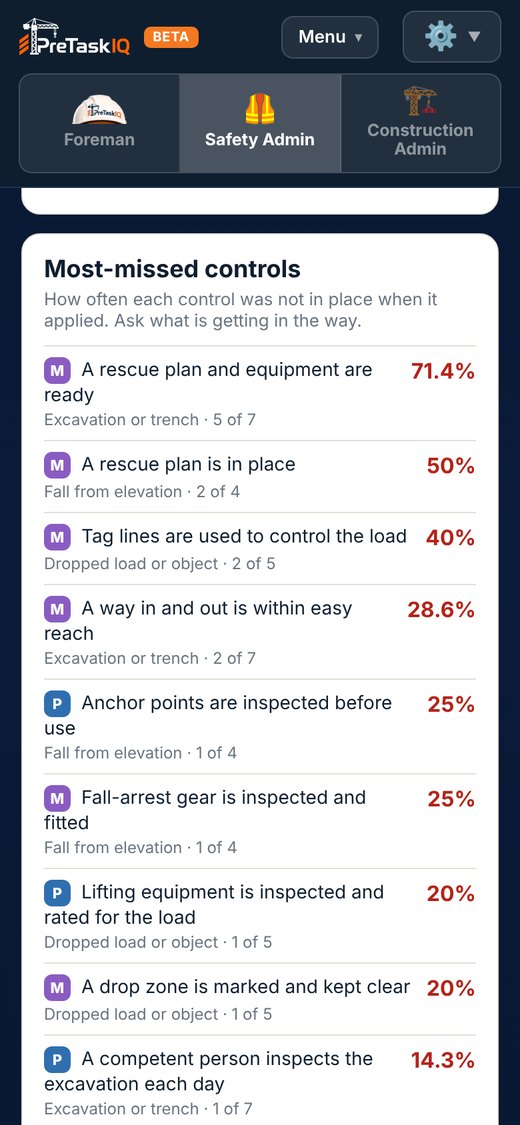 PreTaskIQ BETA Menu ▾ ▼
PreTaskIQ
Foreman
Safety Admin
Construction
Admin
Most-missed controls
How often each control was not in place when it
applied. Ask what is getting in the way.
M A rescue plan and equipment are 71.4%
ready
Excavation or trench · 5 of 7
M A rescue plan is in place 50%
Fall from elevation · 2 of 4
M Tag lines are used to control the load 40%
Dropped load or object · 2 of 5
M A way in and out is within easy 28.6%
reach
Excavation or trench · 2 of 7
P Anchor points are inspected before 25%
use
Fall from elevation · 1 of 4
M Fall-arrest gear is inspected and 25%
fitted
Fall from elevation · 1 of 4
P Lifting equipment is inspected and 20%
rated for the load
Dropped load or object · 1 of 5
M A drop zone is marked and kept clear 20%
Dropped load or object · 1 of 5
P A competent person inspects the 14.3%
excavation each day
Excavation or trench · 1 of 7